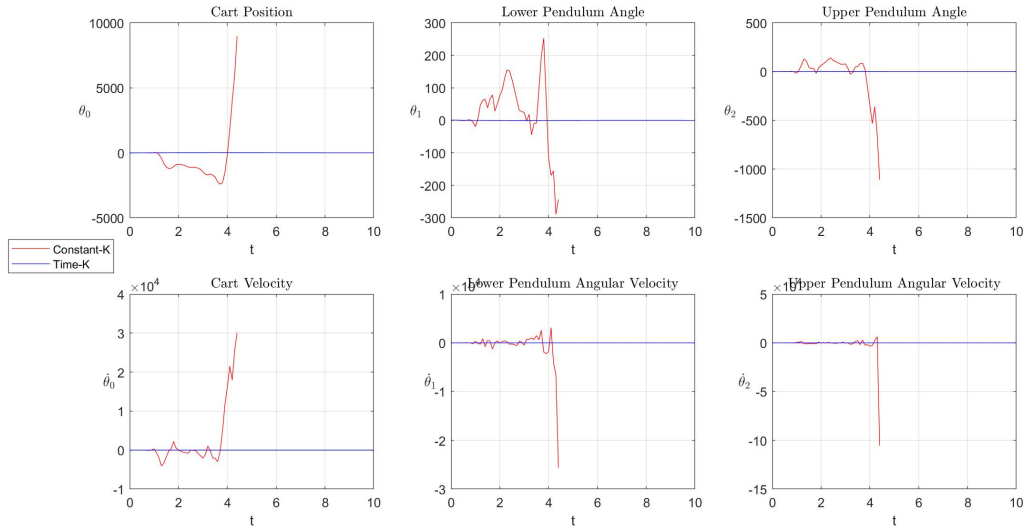 Cart Position
10000
5000
0
-5000
0 2 4 6 8 10
t
θ0
Lower Pendulum Angle
300
200
100
0
-100
-200
-300
0 2 4 6 8 10
t
θ1
Upper Pendulum Angle
500
0
-500
-1000
-1500
0 2 4 6 8 10
t
θ2
Constant-K
Time-K
Cart Velocity
×10^4
4
3
2
1
0
-1
0 2 4 6 8 10
t
θ̇0
Lower Pendulum Angular Velocity
1
0
-1
-2
-3
0 2 4 6 8 10
t
θ̇1
Upper Pendulum Angular Velocity
5
0
-5
-10
-15
0 2 4 6 8 10
t
θ̇2